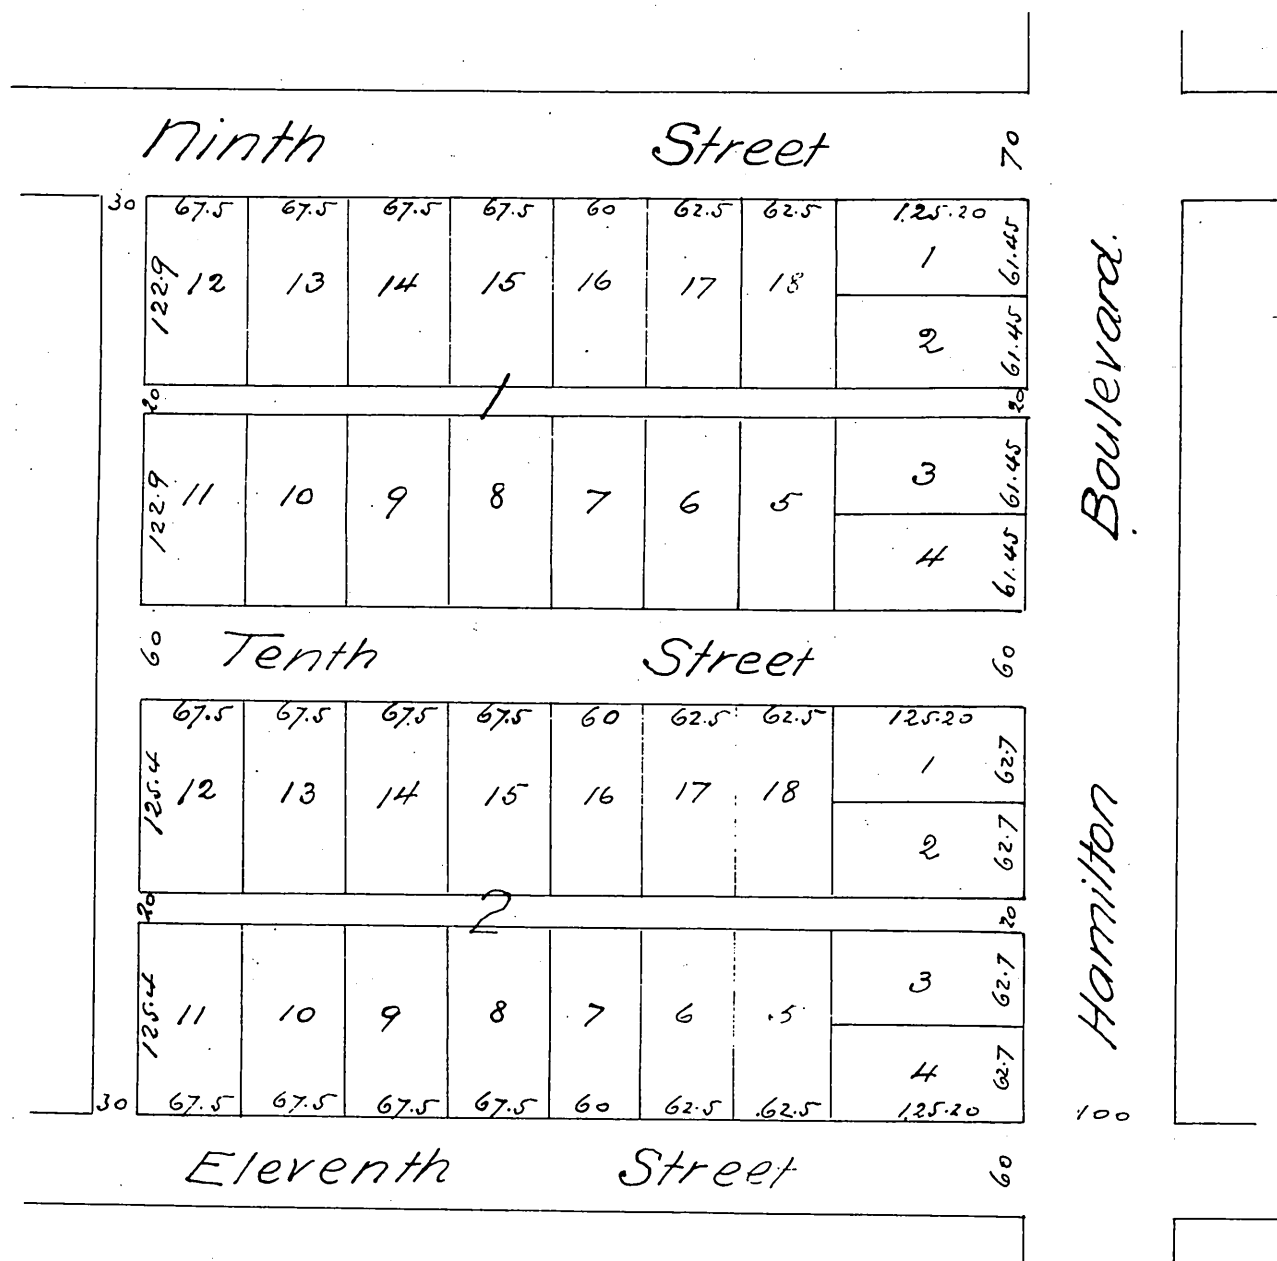 Ninth Street 70
30 67.5 67.5 67.5 67.5 60 62.5 62.5 125.20
122.9 12 13 14 15 16 17 18 1 61.45
2 61.45
20 1 20
122.9 11 10 9 8 7 6 5 3 61.45
4 61.45
60 Tenth Street 60
67.5 67.5 67.5 67.5 60 62.5 62.5 125.20
125.4 12 13 14 15 16 17 18 1 62.7
2 62.7
20 2 20
125.4 11 10 9 8 7 6 5 3 62.7
4 62.7
30 67.5 67.5 67.5 67.5 60 62.5 62.5 125.20 100
Eleventh Street 60
Hamilton Boulevard.